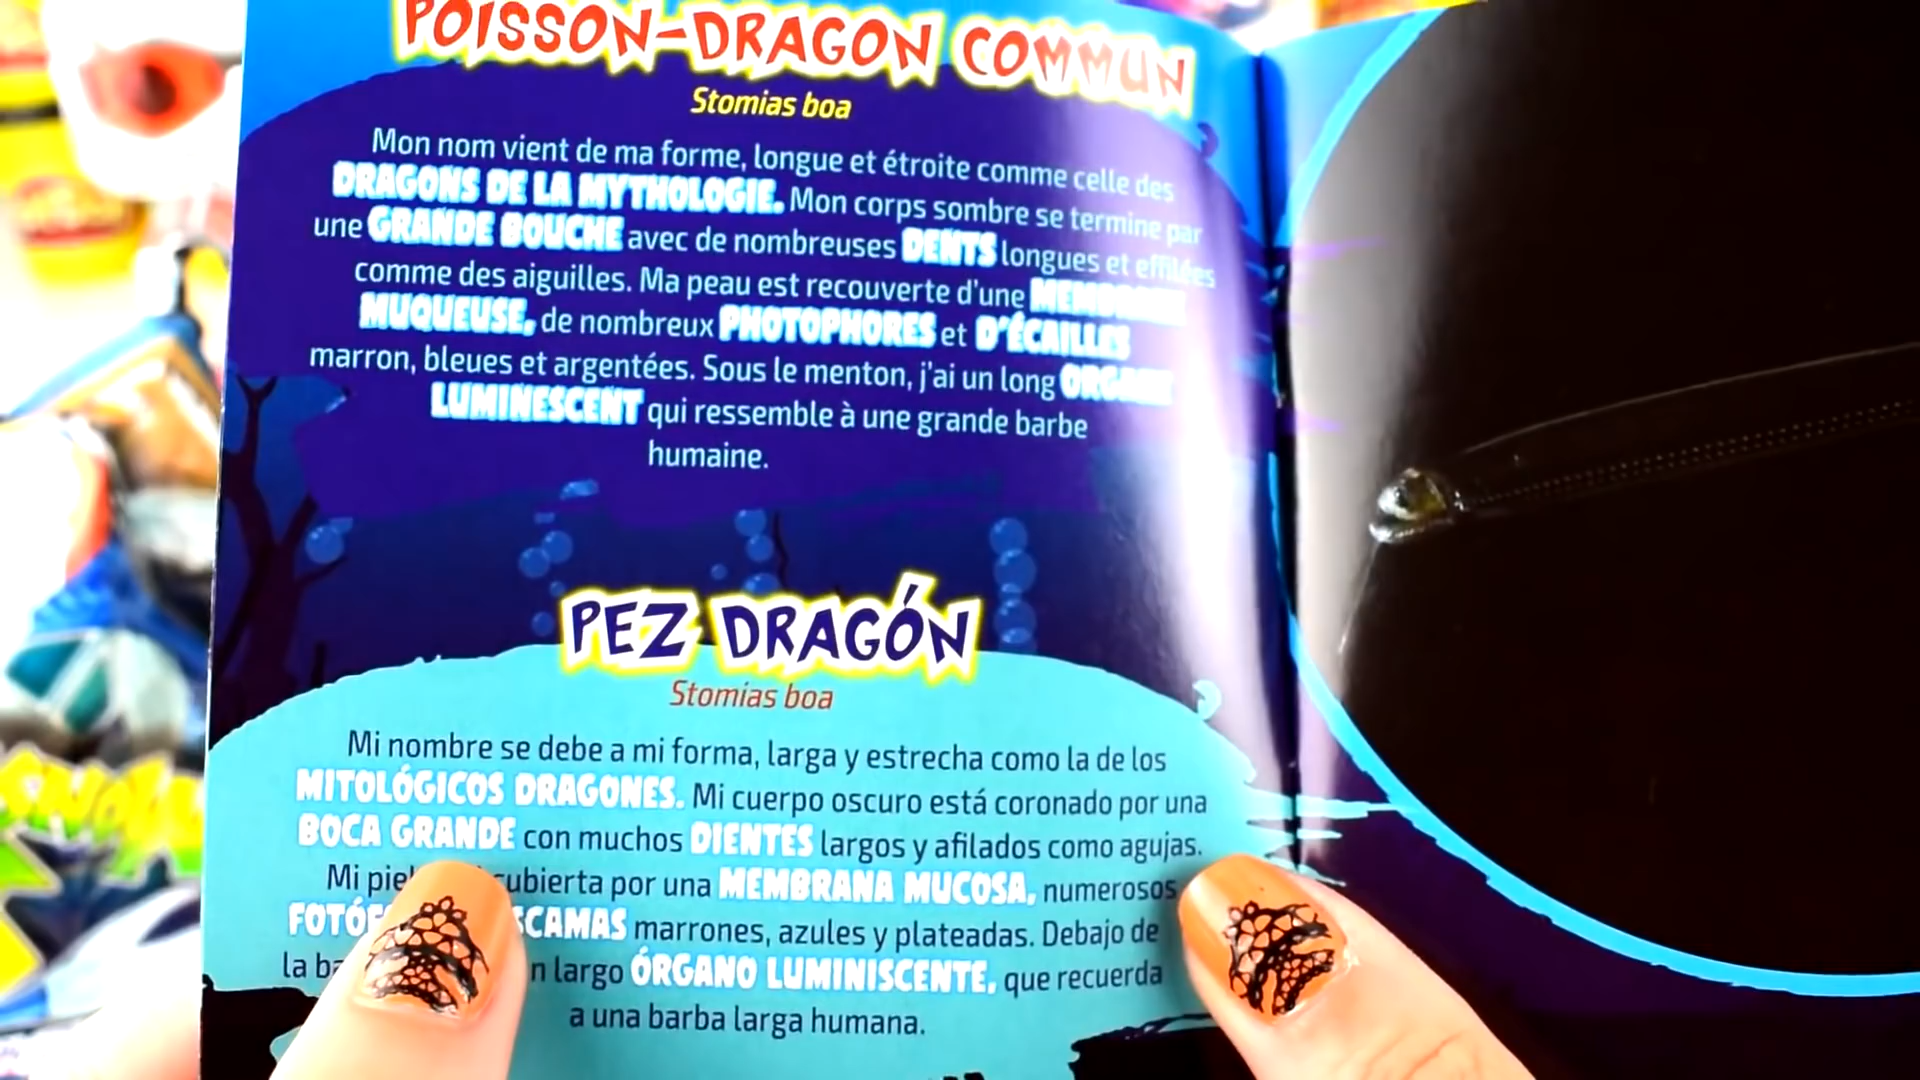 POISSON-DRAGON COMMUN
Stomias boa
Mon nom vient de ma forme, longue et étroite comme celle des
DRAGONS DE LA MYTHOLOGIE. Mon corps sombre se termine par
une GRANDE BOUCHE avec de nombreuses DENTS longues et effilées
comme des aiguilles. Ma peau est recouverte d'une MEMBRANE
MUQUEUSE, de nombreux PHOTOPHORES et D'ÉCAILLES
marron, bleues et argentées. Sous le menton, j'ai un long ORGANE
LUMINESCENT qui ressemble à une grande barbe
humaine.
PEZ DRAGÓN
Stomias boa
Mi nombre se debe a mi forma, larga y estrecha como la de los
MITOLÓGICOS DRAGONES. Mi cuerpo oscuro está coronado por una
BOCA GRANDE con muchos DIENTES largos y afilados como agujas.
Mi por una MEMBRANA MUCOSA, numerosos
marrones, azules y plateadas. Debajo de
la largo ÓRGANO LUMINISCENTE, que recuerda
a una barba larga humana.